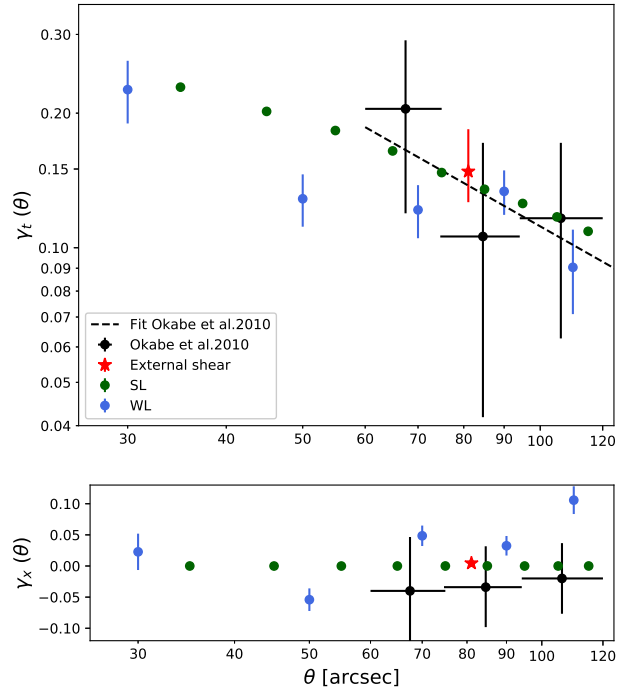 γt (θ)
0.30
0.20
0.15
0.10
0.09
0.08
0.07
0.06
0.05
0.04
Fit Okabe et al.2010
Okabe et al.2010
External shear
SL
WL
30 40 50 60 70 80 90 100 120
γx (θ)
0.10
0.05
0.00
−0.05
−0.10
30 40 50 60 70 80 90 100 120
θ [arcsec]